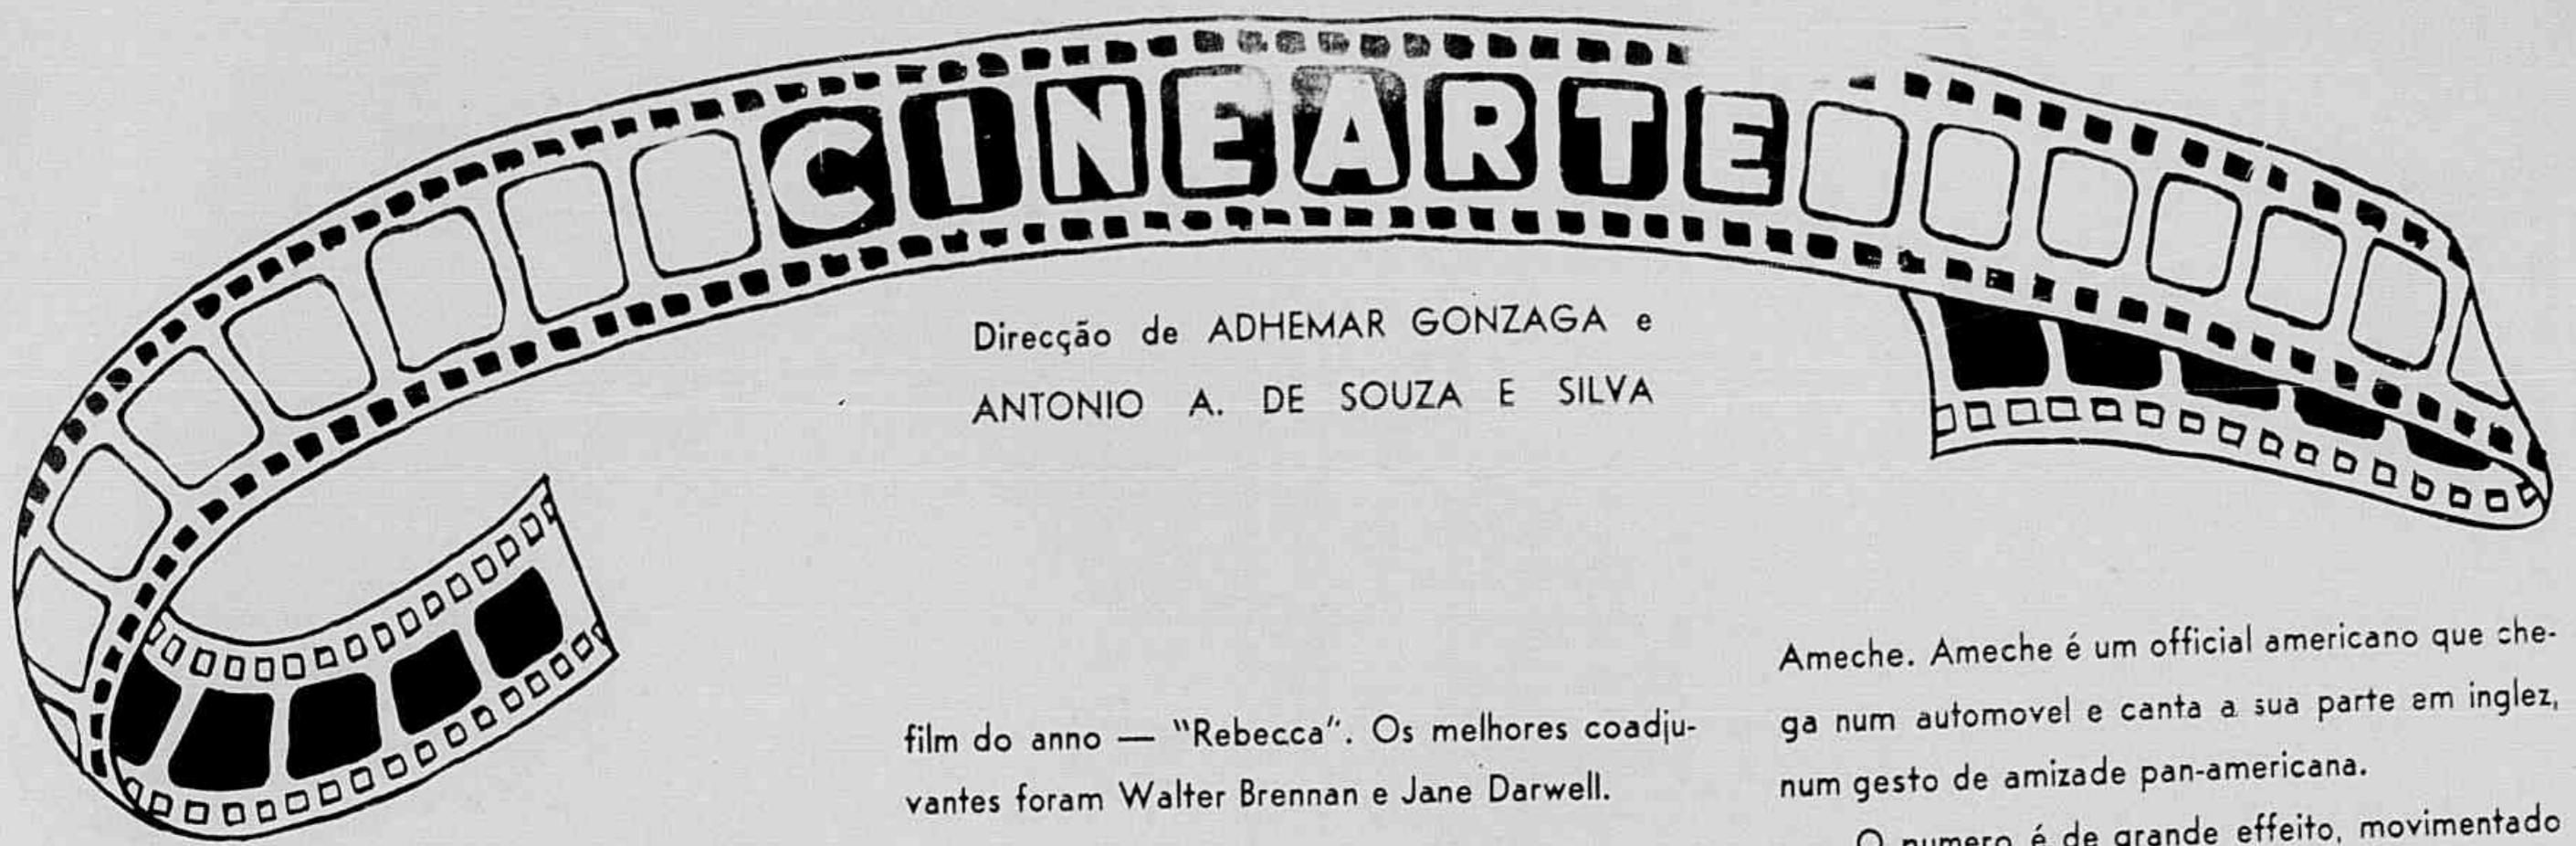 CINEARTE
Direcção de ADHEMAR GONZAGA e
ANTONIO A. DE SOUZA E SILVA
film do anno — "Rebecca". Os melhores coadju-
vantes foram Walter Brennan e Jane Darwell.
Ameche. Ameche é um official americano que che-
ga num automovel e canta a sua parte em inglez,
num gesto de amizade pan-americana.
O numero é de grande effeito, movimentado